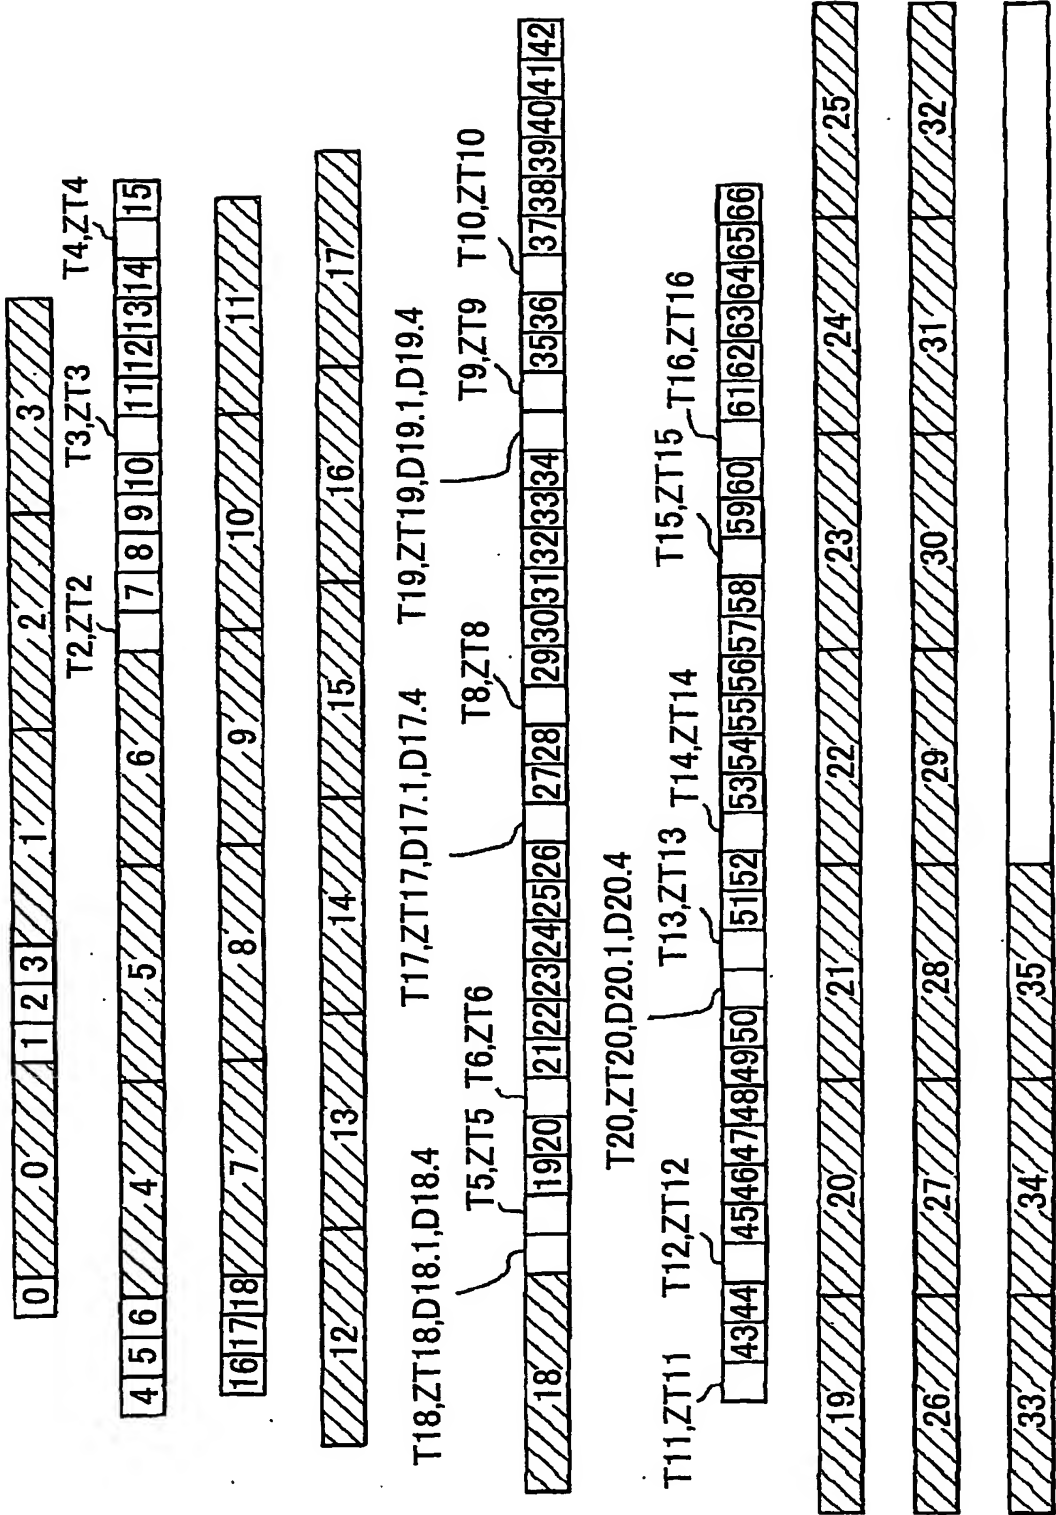 0 0' 1 2 3 1' 2' 3'
T2,ZT2 T3,ZT3 T4,ZT4
4 5 6 4' 5' 6' 7 8 9 10 11 12 13 14 15
16 17 18 7' 8' 9' 10' 11'
12' 13' 14' 15' 16' 17'
T18,ZT18,D18.1,D18.4 T17,ZT17,D17.1,D17.4 T19,ZT19,D19.1,D19.4
T5,ZT5 T6,ZT6 T8,ZT8 T9,ZT9 T10,ZT10
18' 19 20 21 22 23 24 25 26 27 28 29 30 31 32 33 34 35 36 37 38 39 40 41 42
T20,ZT20,D20.1,D20.4
T11,ZT11 T12,ZT12 T13,ZT13 T14,ZT14 T15,ZT15 T16,ZT16
43 44 45 46 47 48 49 50 51 52 53 54 55 56 57 58 59 60 61 62 63 64 65 66
19' 20' 21' 22' 23' 24' 25'
26' 27' 28' 29' 30' 31' 32'
33' 34' 35'